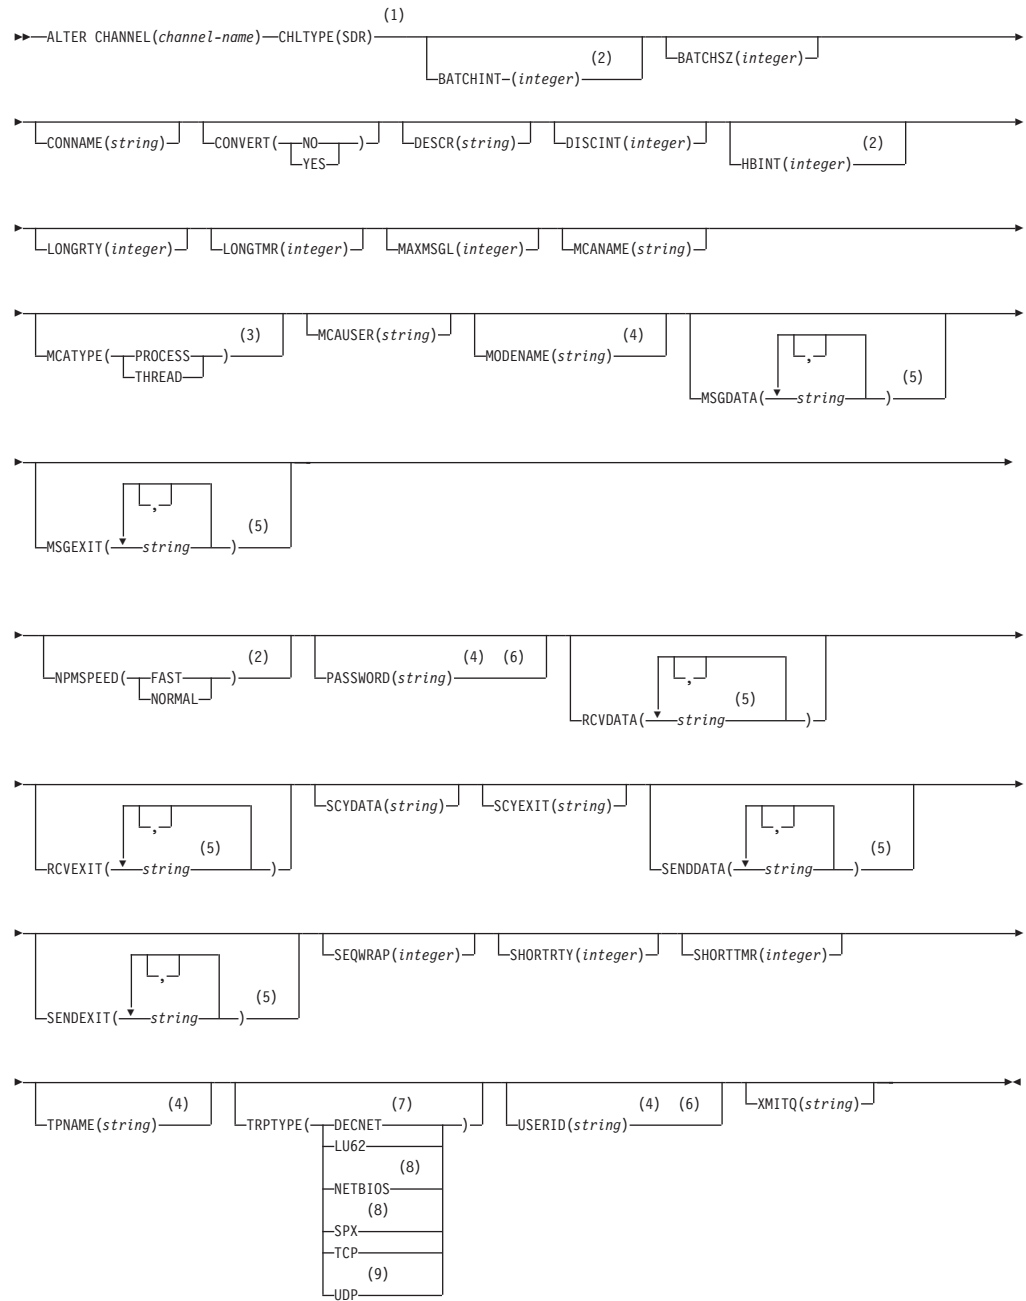 (1)
ALTER CHANNEL(channel-name) CHLTYPE(SDR)
(2)
BATCHINT (integer)
BATCHSZ(integer)
CONNAME(string)
CONVERT( NO )
YES
DESCR(string)
DISCINT(integer)
(2)
HBINT(integer)
LONGRTY(integer)
LONGTMR(integer)
MAXMSGL(integer)
MCANAME(string)
(3)
MCATYPE( PROCESS )
THREAD
MCAUSER(string)
(4)
MODENAME(string)
,
(5)
MSGDATA( string )
,
(5)
MSGEXIT( string )
(2)
NPMSPEED( FAST )
NORMAL
(4) (6)
PASSWORD(string)
,
(5)
RCVDATA( string )
,
(5)
RCVEXIT( string )
SCYDATA(string)
SCYEXIT(string)
,
(5)
SENDDATA( string )
,
(5)
SENDEXIT( string )
SEQWRAP(integer)
SHORTRTY(integer)
SHORTTMR(integer)
(4)
TPNAME(string)
(7)
TRPTYPE( DECNET )
LU62
(8)
NETBIOS
(8)
SPX
TCP
(9)
UDP
(4) (6)
USERID(string)
XMITQ(string)